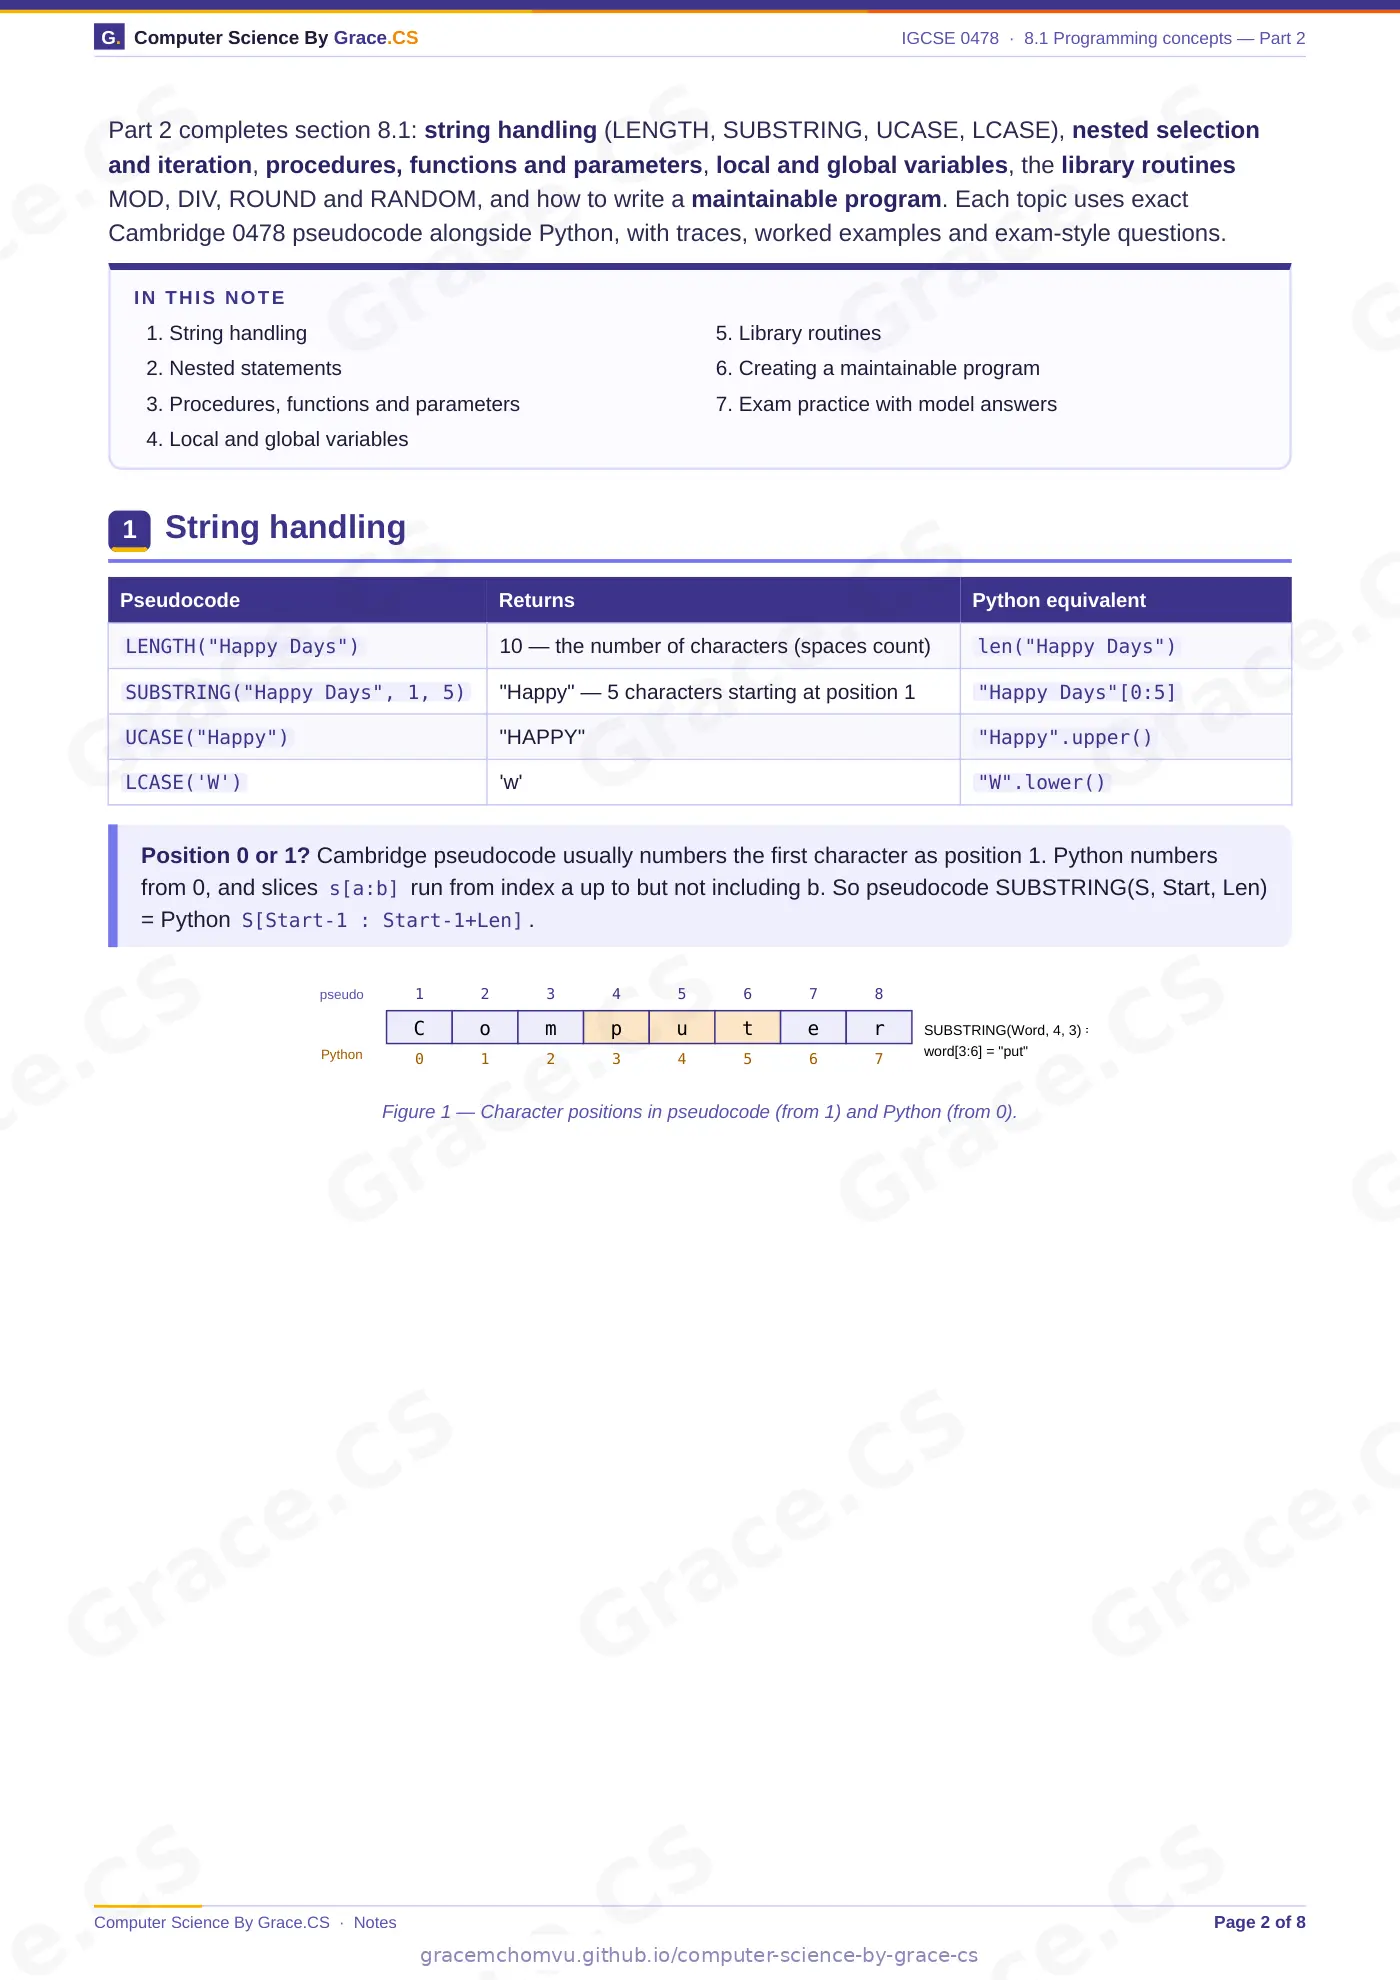 G. Computer Science By Grace.CS
IGCSE 0478 · 8.1 Programming concepts — Part 2
Part 2 completes section 8.1: string handling (LENGTH, SUBSTRING, UCASE, LCASE), nested selection
and iteration, procedures, functions and parameters, local and global variables, the library routines
MOD, DIV, ROUND and RANDOM, and how to write a maintainable program. Each topic uses exact
Cambridge 0478 pseudocode alongside Python, with traces, worked examples and exam-style questions.
IN THIS NOTE
1. String handling
2. Nested statements
3. Procedures, functions and parameters
4. Local and global variables
5. Library routines
6. Creating a maintainable program
7. Exam practice with model answers
1 String handling
Pseudocode Returns Python equivalent
LENGTH("Happy Days") 10 — the number of characters (spaces count) len("Happy Days")
SUBSTRING("Happy Days", 1, 5) "Happy" — 5 characters starting at position 1 "Happy Days"[0:5]
UCASE("Happy") "HAPPY" "Happy".upper()
LCASE('W') 'w' "W".lower()
Position 0 or 1? Cambridge pseudocode usually numbers the first character as position 1. Python numbers
from 0, and slices s[a:b] run from index a up to but not including b. So pseudocode SUBSTRING(S, Start, Len)
= Python S[Start-1 : Start-1+Len].
pseudo 1 2 3 4 5 6 7 8
C o m p u t e r
Python 0 1 2 3 4 5 6 7
SUBSTRING(Word, 4, 3)
word[3:6] = "put"
Figure 1 — Character positions in pseudocode (from 1) and Python (from 0).
Computer Science By Grace.CS · Notes
Page 2 of 8
gracemchomvu.github.io/computer-science-by-grace-cs